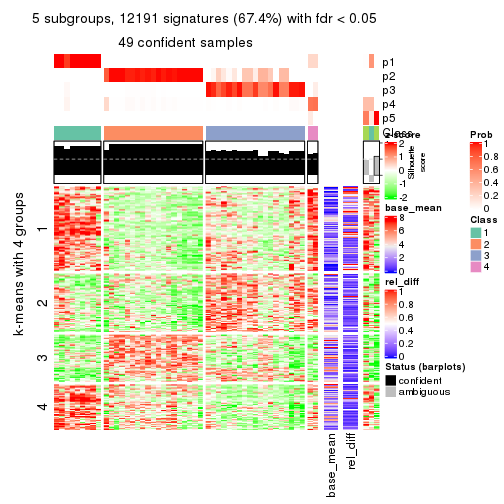 5 subgroups, 12191 signatures (67.4%) with fdr < 0.05
49 confident samples
p1
p2
p3
p4
p5
Class
Silhouette
score
k-means with 4 groups
1
2
3
4
base_mean
rel_diff
z-score
2
1
0
-1
-2
base_mean
8
6
4
2
0
rel_diff
1
0.8
0.6
0.4
0.2
0
Status (barplots)
confident
ambiguous
Prob
1
0.8
0.6
0.4
0.2
0
Class
1
2
3
4